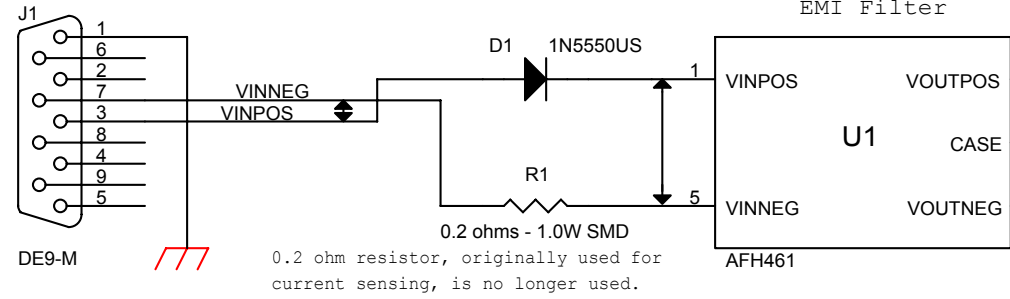 EMI Filter
J1
1
6
2
7
3
8
4
9
5
DE9-M
VINNEG
VINPOS
D1 1N5550US
R1
0.2 ohms - 1.0W SMD
0.2 ohm resistor, originally used for
current sensing, is no longer used.
1
5
VINPOS VOUTPOS
U1
CASE
VINNEG VOUTNEG
AFH461